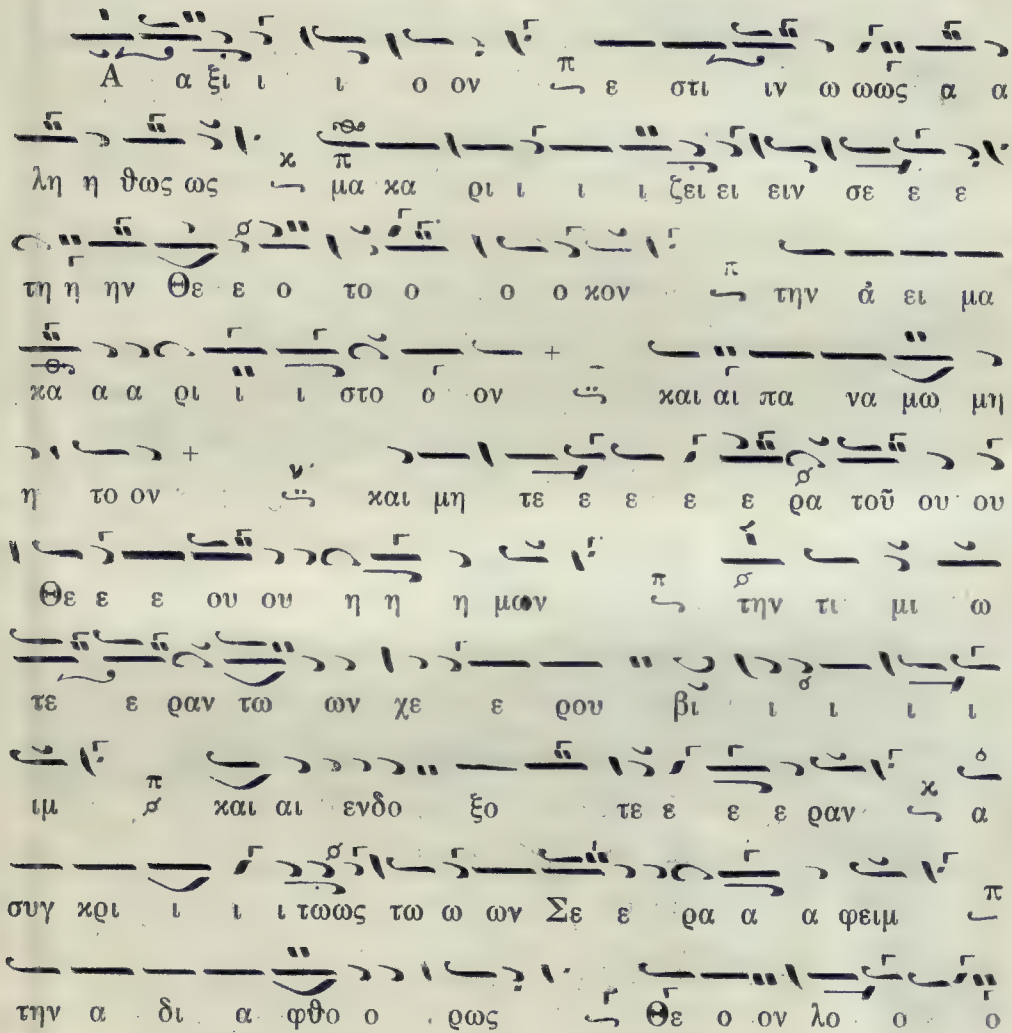 Α α ξι ι ι ο ον π ε στι ιν ω ωως α α
λη η θως ως κ π μα κα ρι ι ι ι ζει ει ειν σε ε ε
τη η ην Θε ε ο το ο ο ο κον π την ἀ ει μα
κα α α ρι ι ι στο ο ον και αι πα να μω μη
η το ον ν και μη τε ε ε ε ε ρα τοῦ ου ου
Θε ε ε ου ου η η η μων π την τι μι ω
τε ε ραν τω ων χε ε ρου βι ι ι ι ι
ιμ π και αι ενδο ξο τε ε ε ε ραν κ α
συγ κρι ι ι ι τωως τω ω ων Σε ε ρα α α φειμ π
την α δι α φθο ο ρως Θε ο ον λο ο ο